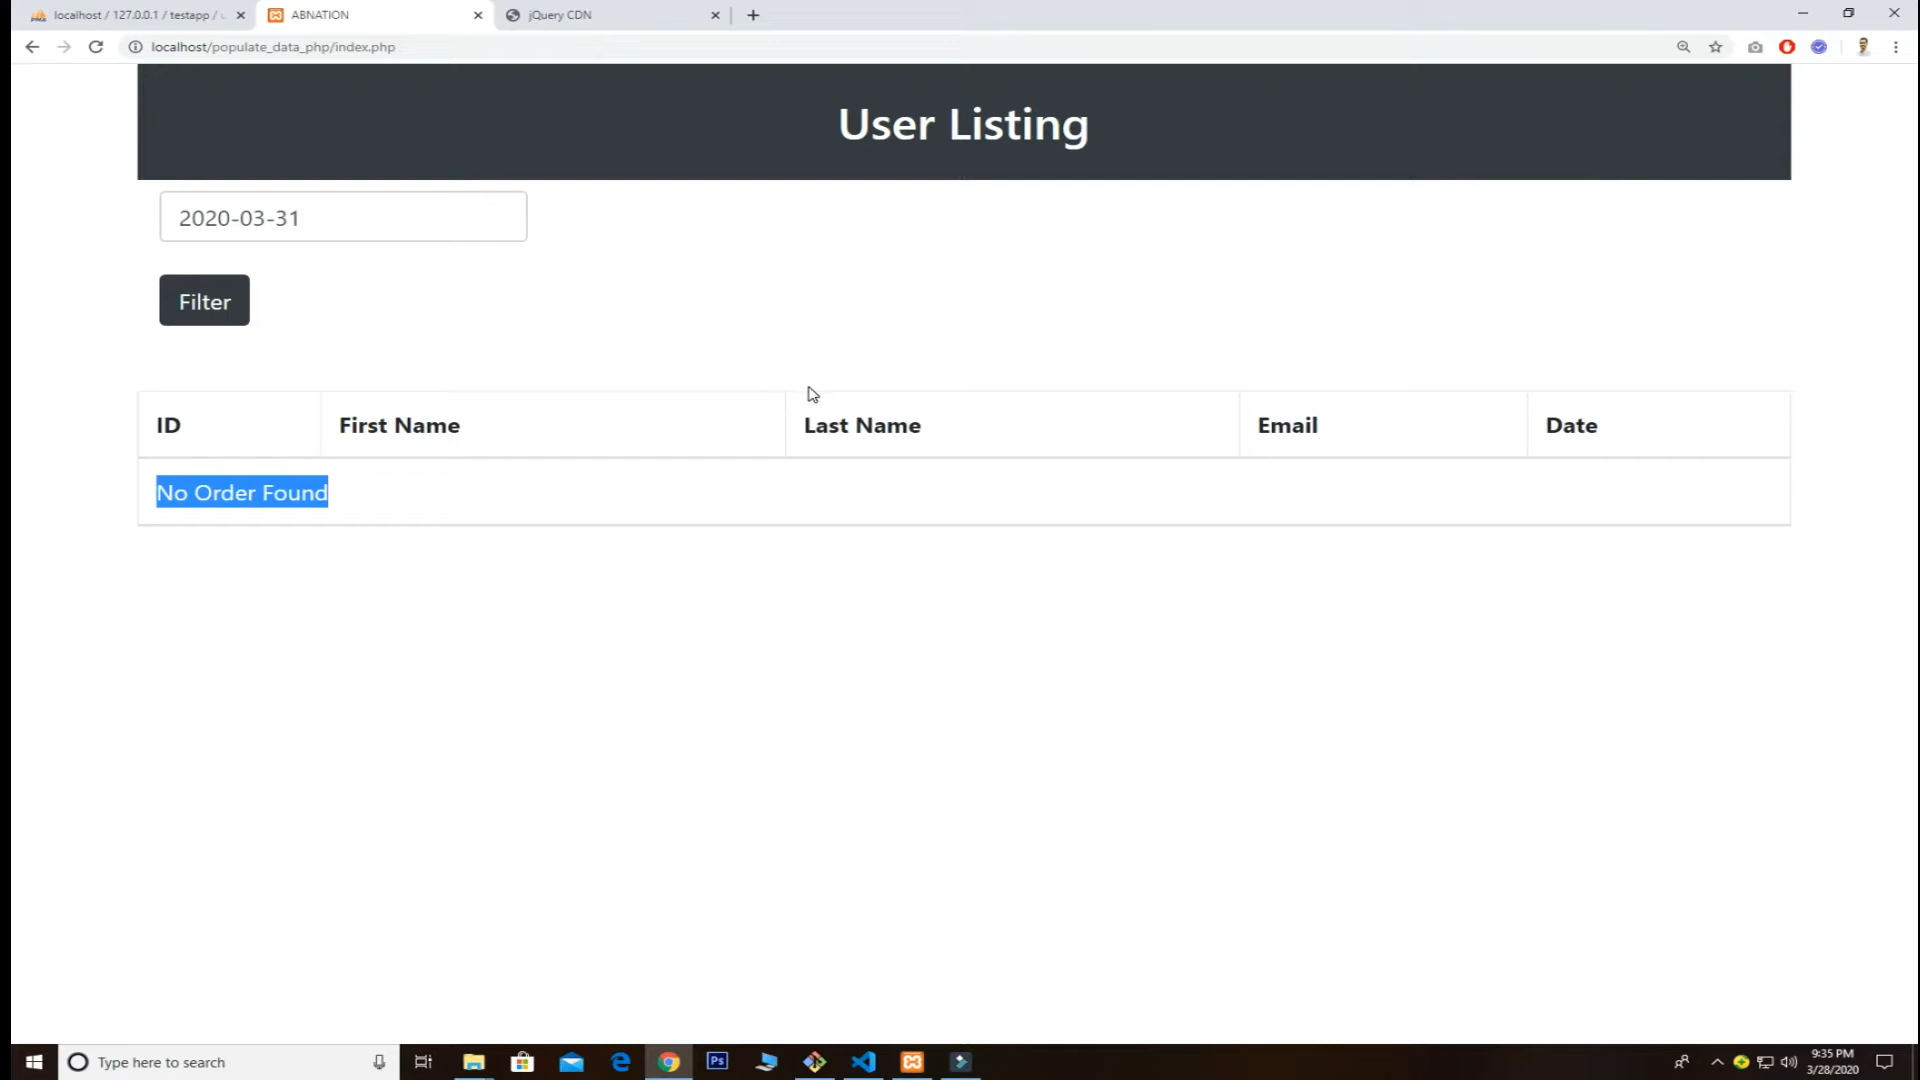 localhost / 127.0.0.1 / testapp /
ABNATION
jQuery CDN
localhost/populate_data_php/index.php
User Listing
2020-03-31
Filter
ID First Name Last Name Email Date
No Order Found
Type here to search
Ps
9:35 PM
3/28/2020